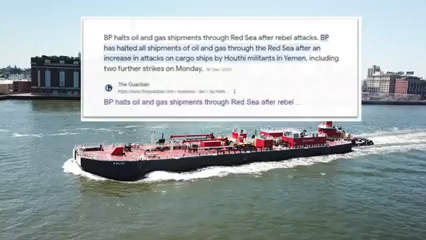 BP halts oil and gas shipments through Red Sea after rebel attacks. BP
has halted all shipments of oil and gas through the Red Sea after an
increase in attacks on cargo ships by Houthi militants in Yemen, including
two further strikes on Monday,
The Guardian
BP halts oil and gas shipments through Red Sea after rebel ...